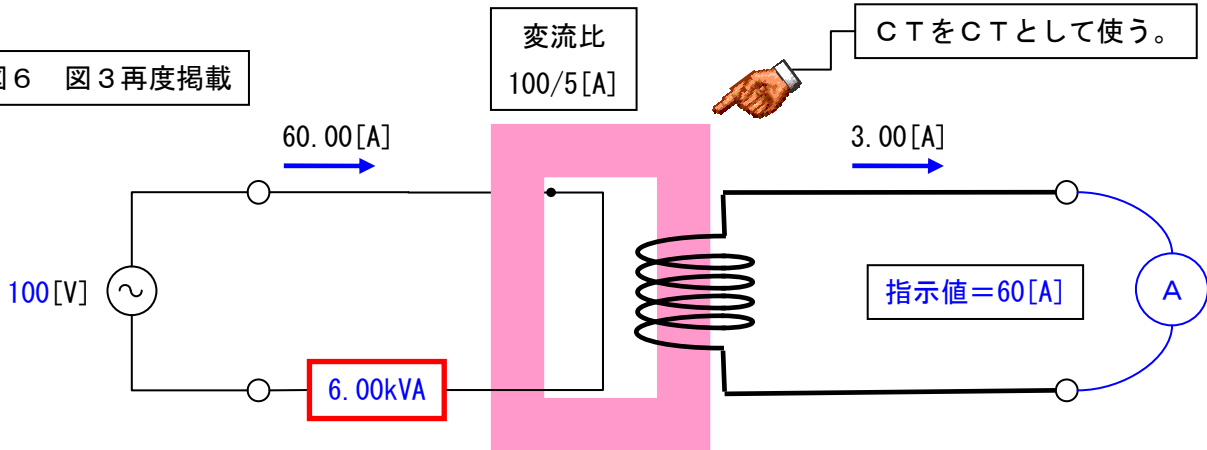 図6 図3再度掲載
変流比
100/5[A]
CTをCTとして使う。
60.00[A]
3.00[A]
100[V]
指示値=60[A]
A
6.00kVA